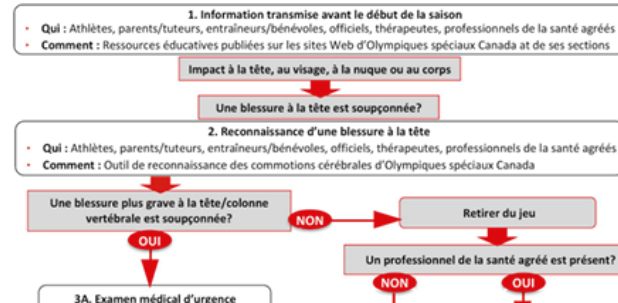 1. Information transmise avant le début de la saison
• Qui : Athlètes, parents/tuteurs, entraîneurs/bénévoles, officiels, thérapeutes, professionnels de la santé agréés
• Comment : Ressources éducatives publiées sur les sites Web d'Olympiques spéciaux Canada et de ses sections
Impact à la tête, au visage, à la nuque ou au corps
Une blessure à la tête est soupçonnée?
2. Reconnaissance d'une blessure à la tête
• Qui : Athlètes, parents/tuteurs, entraîneurs/bénévoles, officiels, thérapeutes, professionnels de la santé agréés
• Comment : Outil de reconnaissance des commotions cérébrales d'Olympiques spéciaux Canada
Une blessure plus grave à la tête/colonne
vertébrale est soupçonnée?
NON
Retirer du jeu
OUI
Un professionnel de la santé agréé est présent?
NON
OUI
3A. Examen médical d'urgence